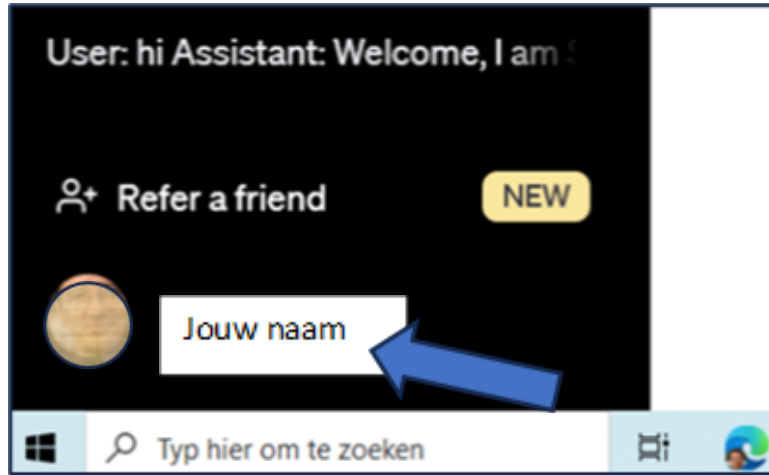 User: hi Assistant: Welcome, I am
Refer a friend NEW
Jouw naam
Typ hier om te zoeken